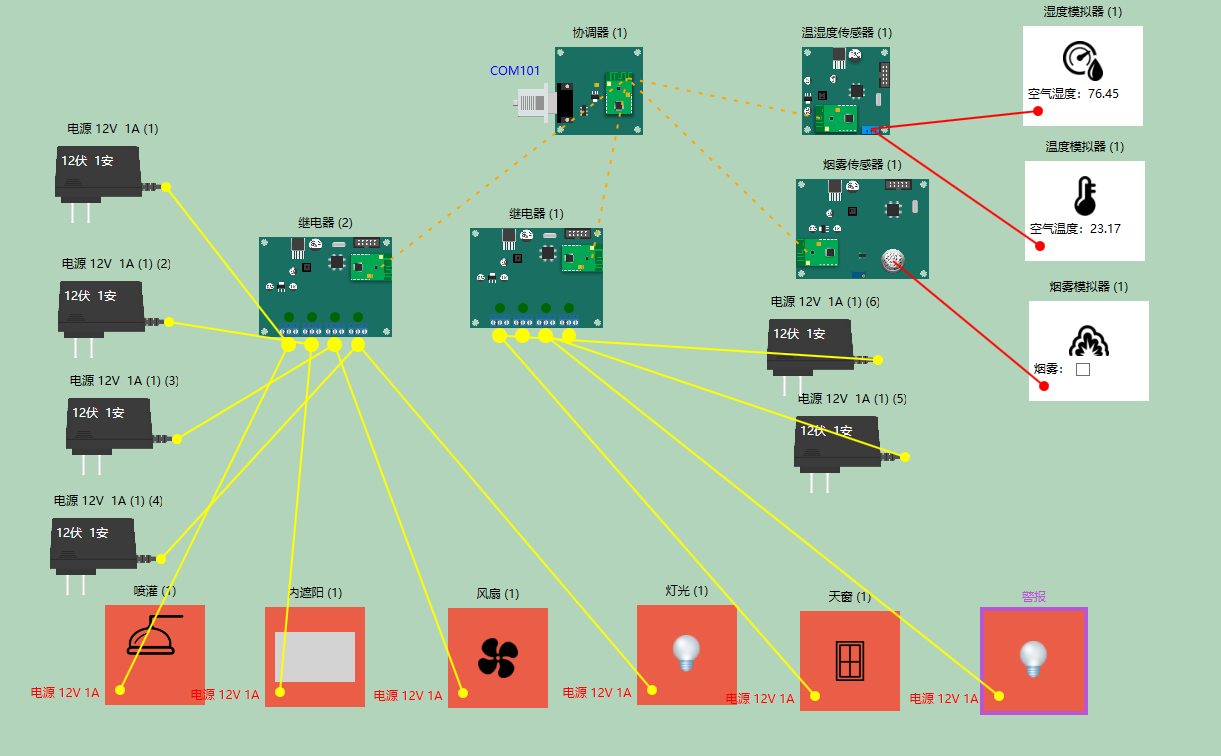 湿度模拟器 (1)
空气湿度：76.45
协调器 (1)
温湿度传感器 (1)
COM101
电源 12V  1A (1)
12伏  1安
温度模拟器 (1)
空气温度：23.17
烟雾传感器 (1)
继电器 (2)
继电器 (1)
电源 12V  1A (1) (2)
12伏  1安
烟雾模拟器 (1)
烟雾：
电源 12V  1A (1) (6)
12伏  1安
电源 12V  1A (1) (3)
12伏  1安
电源 12V  1A (1) (5)
12伏  1安
电源 12V  1A (1) (4)
12伏  1安
喷灌 (1)
内遮阳 (1)
风扇 (1)
灯光 (1)
天窗 (1)
警报
电源 12V 1A
电源 12V 1A
电源 12V 1A
电源 12V 1A
电源 12V 1A
电源 12V 1A